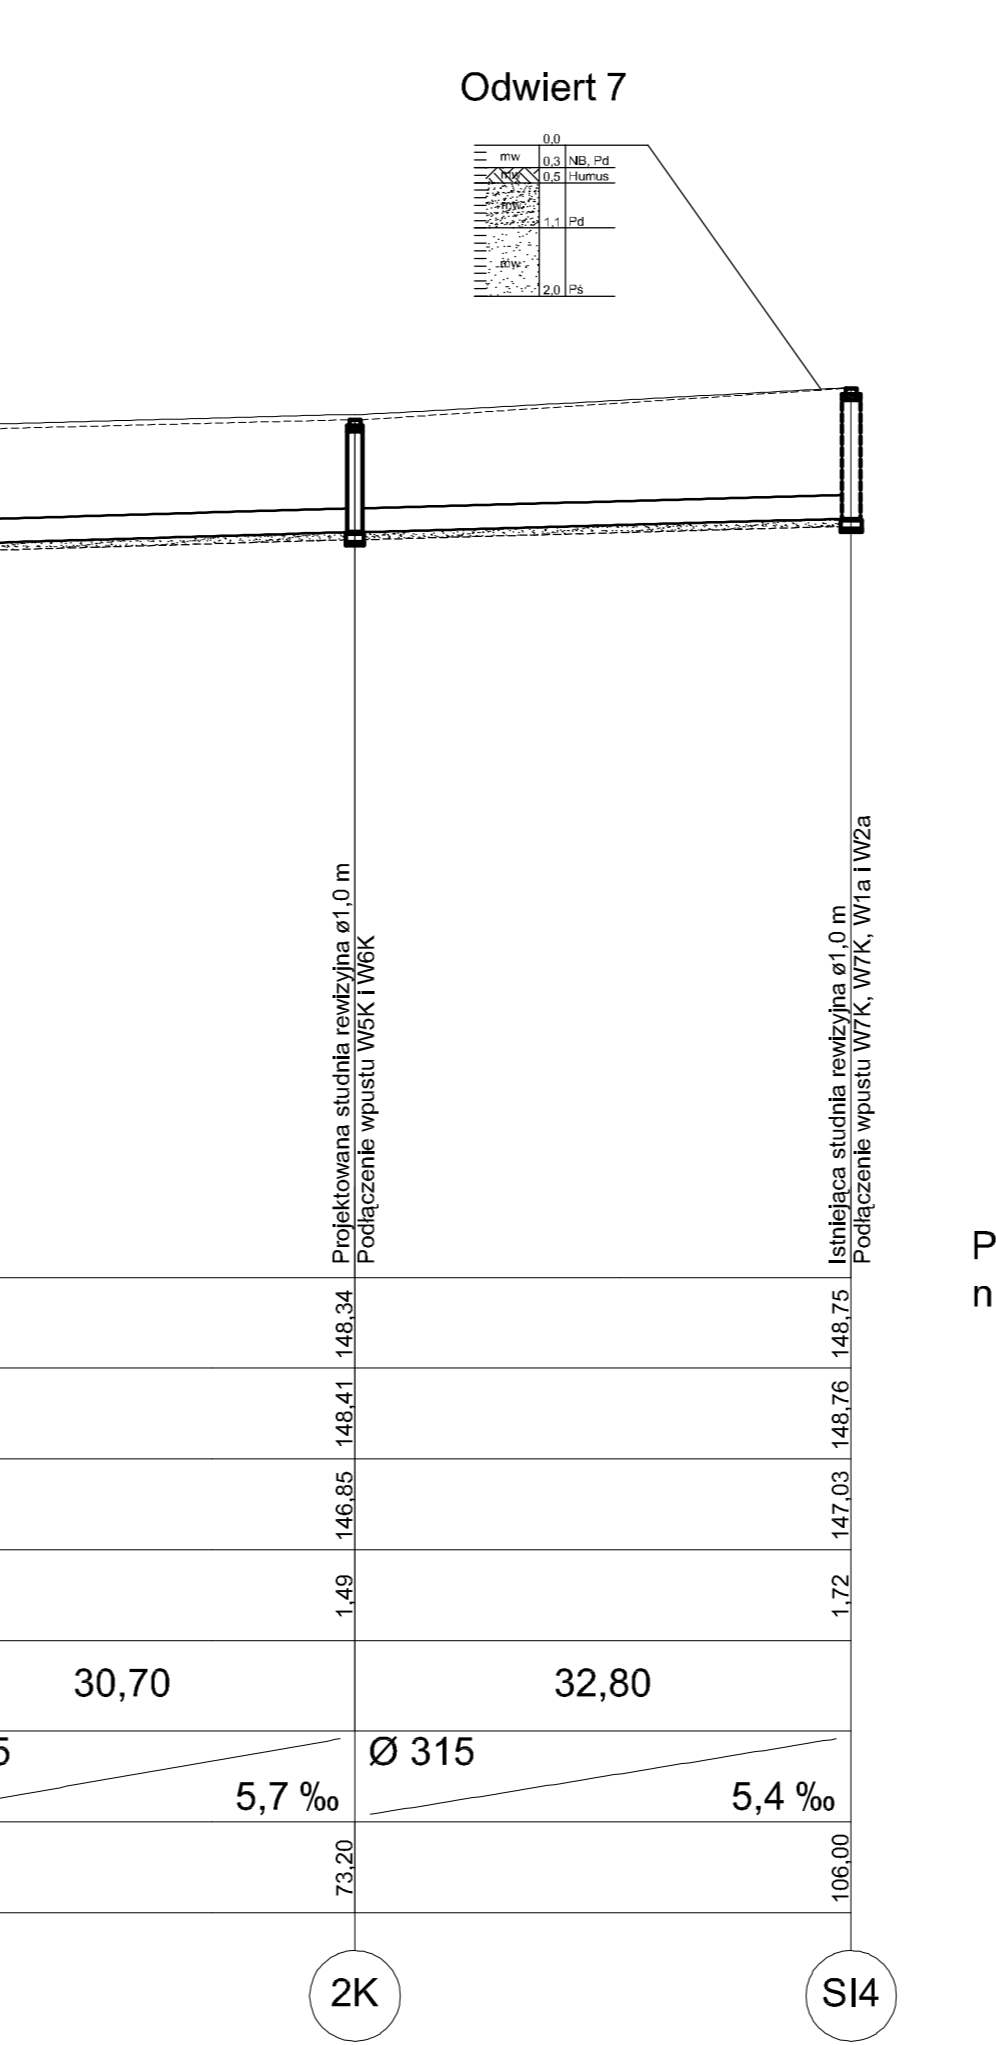 Odwiert 7
0,0
mw
0,3 NB, Pd
mw
0,5 Humus
mw
1,1 Pd
mw
2,0 Pś
Projektowana studnia rewizyjna ø1,0 m
Podłączenie wpustu W5K i W6K
Istniejąca studnia rewizyjna ø1,0 m
Podłączenie wpustu W7K, W7K, W1a i W2a
P
n
148,34 148,75
148,41 148,76
146,85 147,03
1,49 1,72
30,70 32,80
5 Ø 315
5,7 ‰ 5,4 ‰
73,20 106,00
2K SI4